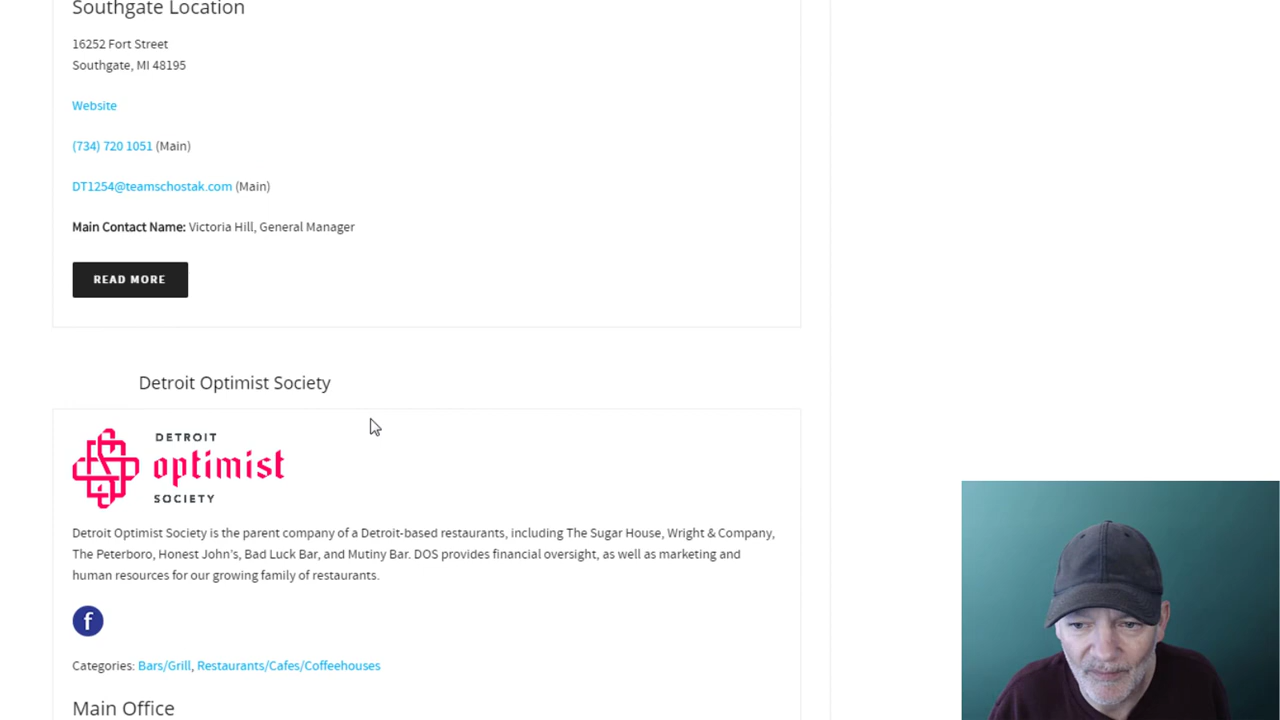 Southgate Location
16252 Fort Street
Southgate, MI 48195
Website
(734) 720 1051 (Main)
DT1254@teamschostak.com (Main)
Main Contact Name: Victoria Hill, General Manager
READ MORE
Detroit Optimist Society
DETROIT
optimist
SOCIETY
Detroit Optimist Society is the parent company of a Detroit-based restaurants, including The Sugar House, Wright & Company,
The Peterboro, Honest John's, Bad Luck Bar, and Mutiny Bar. DOS provides financial oversight, as well as marketing and
human resources for our growing family of restaurants.
f
Categories: Bars/Grill, Restaurants/Cafes/Coffeehouses
Main Office